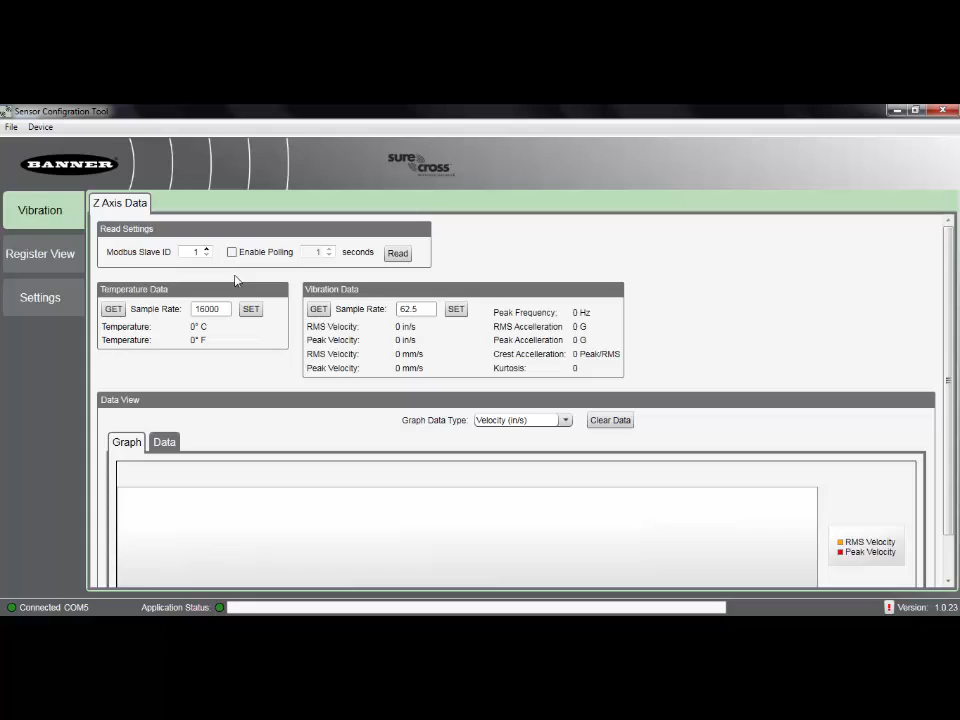 Sensor Configration Tool
File Device
BANNER
sure cross
Vibration
Register View
Settings
Z Axis Data
Read Settings
Modbus Slave ID 1 Enable Polling 1 seconds Read
Temperature Data
GET Sample Rate: 16000 SET
Temperature: 0° C
Temperature: 0° F
Vibration Data
GET Sample Rate: 62.5 SET
RMS Velocity: 0 in/s
Peak Velocity: 0 in/s
RMS Velocity: 0 mm/s
Peak Velocity: 0 mm/s
Peak Frequency: 0 Hz
RMS Accelleration 0 G
Peak Accelleration 0 G
Crest Accelleration: 0 Peak/RMS
Kurtosis: 0
Data View
Graph Data Type: Velocity (in/s) Clear Data
Graph Data
RMS Velocity
Peak Velocity
Connected COM5 Application Status: ! Version: 1.0.23